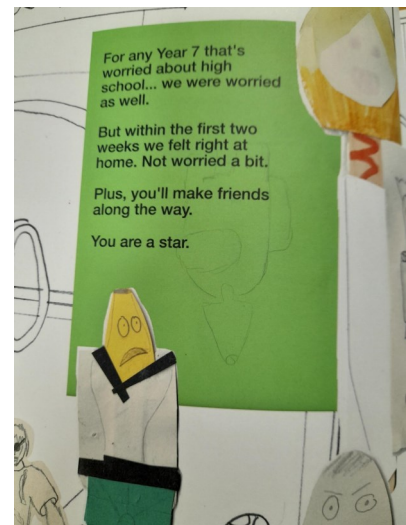 For any Year 7 that's
worried about high
school... we were worried
as well.
But within the first two
weeks we felt right at
home. Not worried a bit.
Plus, you'll make friends
along the way.
You are a star.